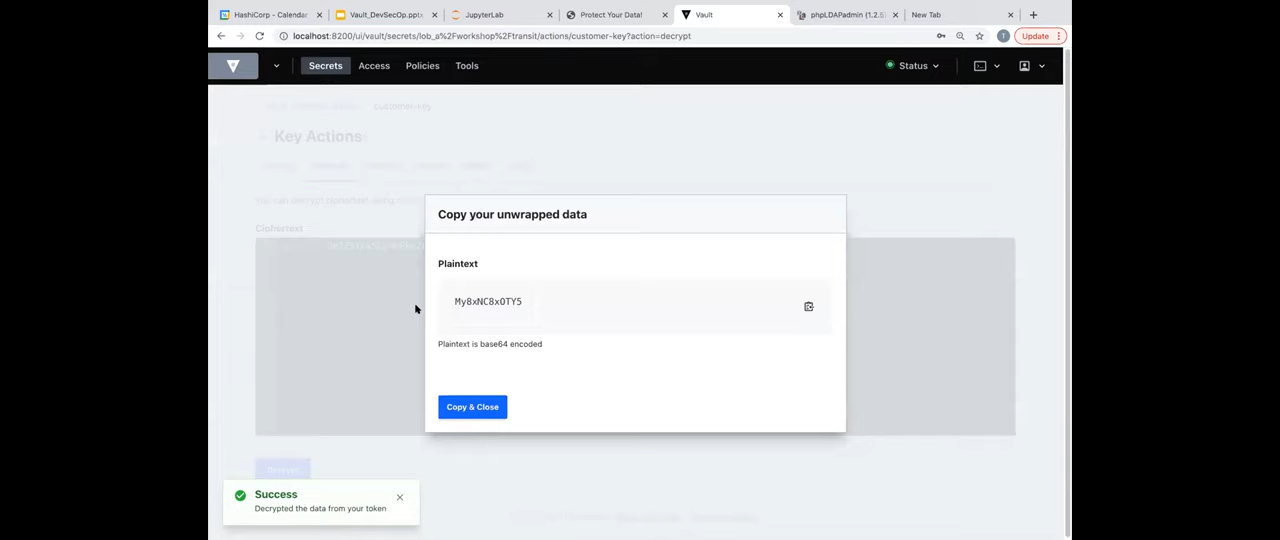 HashiCorp - Calendar
Vault_DevSecOp.pptx
JupyterLab
Protect Your Data!
Vault
phpLDAPadmin (1.2.5)
New Tab
localhost:8200/ui/vault/secrets/lob_a%2Fworkshop%2Ftransit/actions/customer-key?action=decrypt
T
Update
Secrets
Access
Policies
Tools
Status
customer-key
Key Actions
Ciphertext
Copy your unwrapped data
Plaintext
My8xNC8xOTY5
Plaintext is base64 encoded
Copy & Close
Success
Decrypted the data from your token